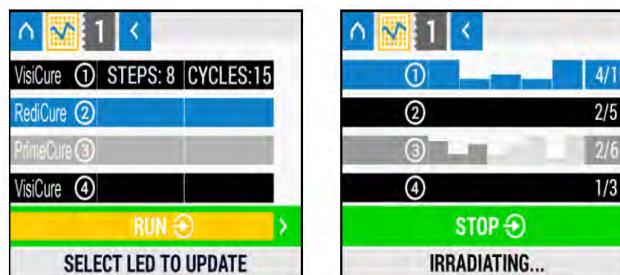 1
VisiCure ① STEPS: 8 CYCLES:15
RediCure ②
PrimeCure ③
VisiCure ④
RUN
SELECT LED TO UPDATE
1
① 4/1
② 2/5
③ 2/6
④ 1/3
STOP
IRRADIATING...